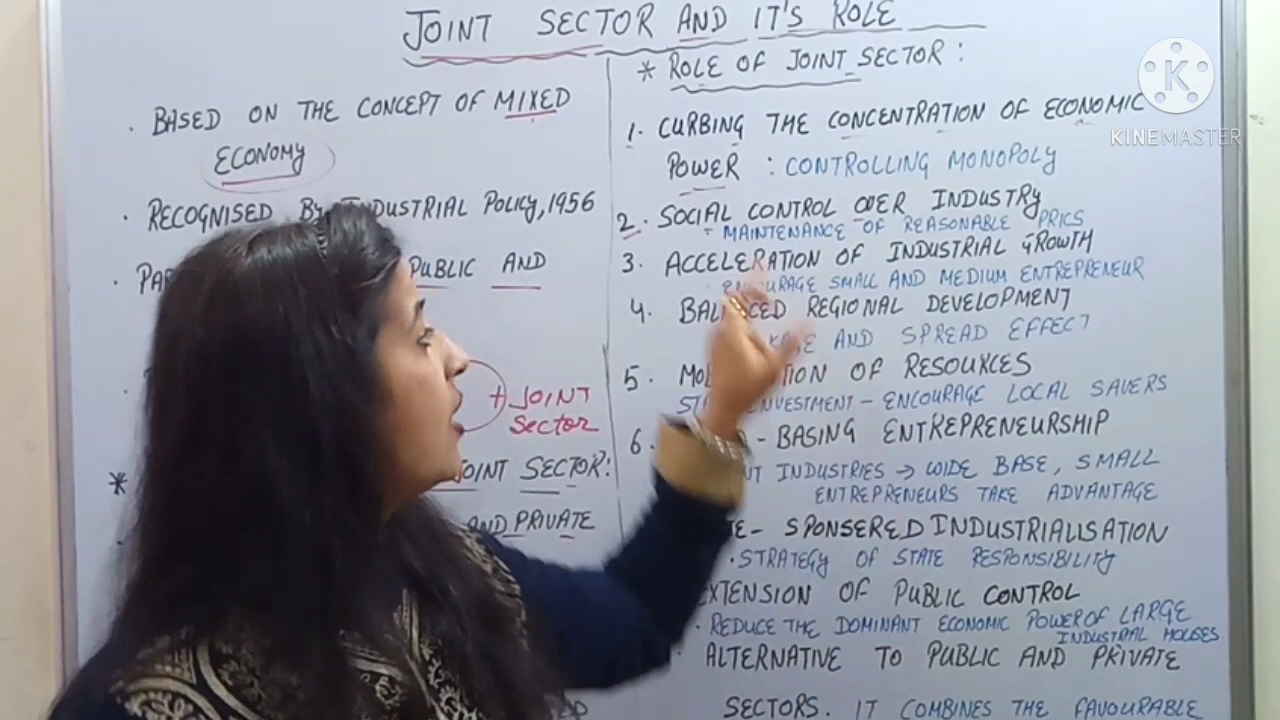 JOINT SECTOR AND IT'S ROLE
. BASED ON THE CONCEPT OF MIXED
ECONOMY
. RECOGNISED BY INDUSTRIAL POLICY, 1956
. PUBLIC AND
+ JOINT
Sector
* JOINT SECTOR:
AND PRIVATE
* ROLE OF JOINT SECTOR :
1. CURBING THE CONCENTRATION OF ECONOMIC
POWER : CONTROLLING MONOPOLY
2. SOCIAL CONTROL OVER INDUSTRY
- MAINTENANCE OF REASONABLE PRICS
3. ACCELERATION OF INDUSTRIAL GROWTH
. ENCOURAGE SMALL AND MEDIUM ENTREPRENEUR
4. BALANCED REGIONAL DEVELOPMENT
AND SPREAD EFFECT
5. OF RESOURCES
INVESTMENT - ENCOURAGE LOCAL SAVERS
6. - BASING ENTREPRENEURSHIP
INDUSTRIES → WIDE BASE, SMALL
ENTREPRENEURS TAKE ADVANTAGE
- SPONSERED INDUSTRIALISATION
. STRATEGY OF STATE RESPONSIBILITY
EXTENSION OF PUBLIC CONTROL
. REDUCE THE DOMINANT ECONOMIC POWER OF LARGE
INDUSTRIAL HOUSES
ALTERNATIVE TO PUBLIC AND PRIVATE
SECTORS. IT COMBINES THE FAVOURABLE
K
KINEMASTER